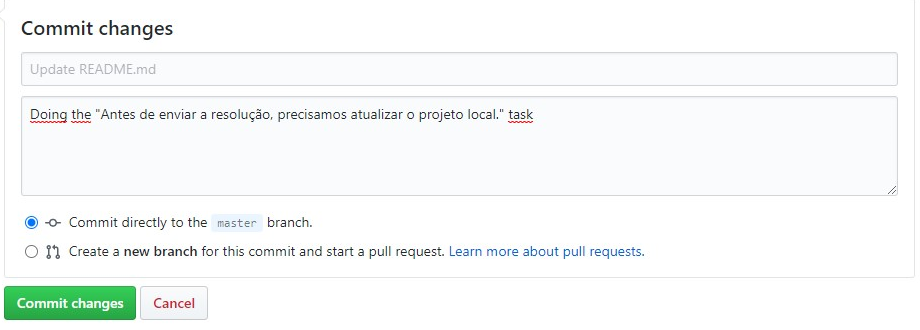 Commit changes
Update README.md
Doing the "Antes de enviar a resolução, precisamos atualizar o projeto local." task
Commit directly to the master branch.
Create a new branch for this commit and start a pull request. Learn more about pull requests.
Commit changes Cancel